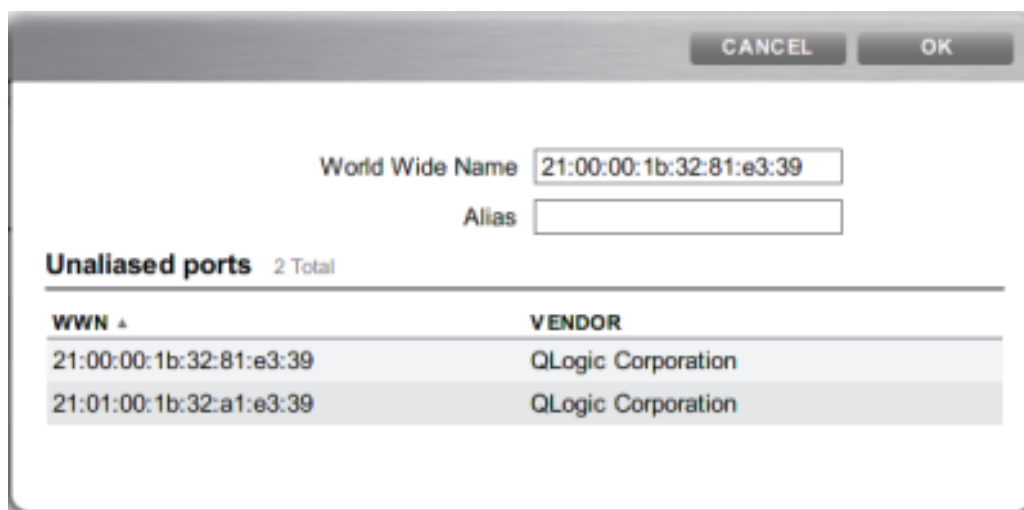 CANCEL OK
World Wide Name 21:00:00:1b:32:81:e3:39
Alias
Unaliased ports 2 Total
WWN ▲ VENDOR
21:00:00:1b:32:81:e3:39 QLogic Corporation
21:01:00:1b:32:a1:e3:39 QLogic Corporation